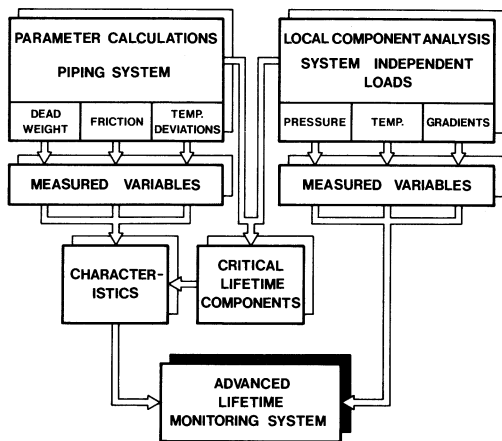 PARAMETER CALCULATIONS
PIPING SYSTEM
DEAD
WEIGHT
FRICTION
TEMP.
DEVIATIONS
MEASURED VARIABLES
LOCAL COMPONENT ANALYSIS
SYSTEM INDEPENDENT
LOADS
PRESSURE
TEMP.
GRADIENTS
MEASURED VARIABLES
CHARACTER-
ISTICS
CRITICAL
LIFETIME
COMPONENTS
ADVANCED
LIFETIME
MONITORING SYSTEM